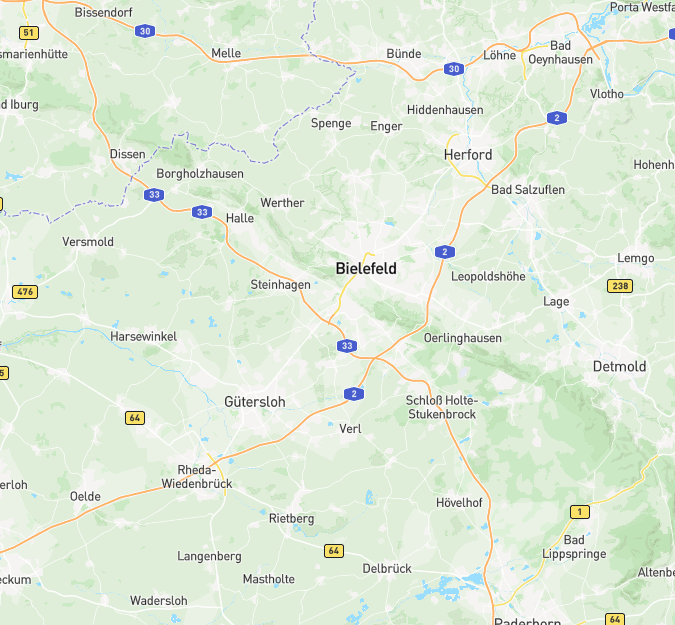 Bissendorf
Porta Westfa
51
30
Melle
Bünde
Löhne
Bad
Oeynhausen
smarienhütte
30
Vlotho
d Iburg
Hiddenhausen
2
Spenge
Enger
Dissen
Herford
Hohenh
Borgholzhausen
33
Bad Salzuflen
33
Halle
Werther
Versmold
2
Lemgo
Bielefeld
Leopoldshöhe
476
Steinhagen
238
Lage
Harsewinkel
Oerlinghausen
33
Detmold
5
2
Gütersloh
Schloß Holte-
Stukenbrock
64
Verl
Rheda-
Wiedenbrück
erloh
Oelde
Hövelhof
Rietberg
1
Bad
Lippspringe
64
Langenberg
Delbrück
Altenbe
eckum
Mastholte
Wadersloh
64
Paderborn